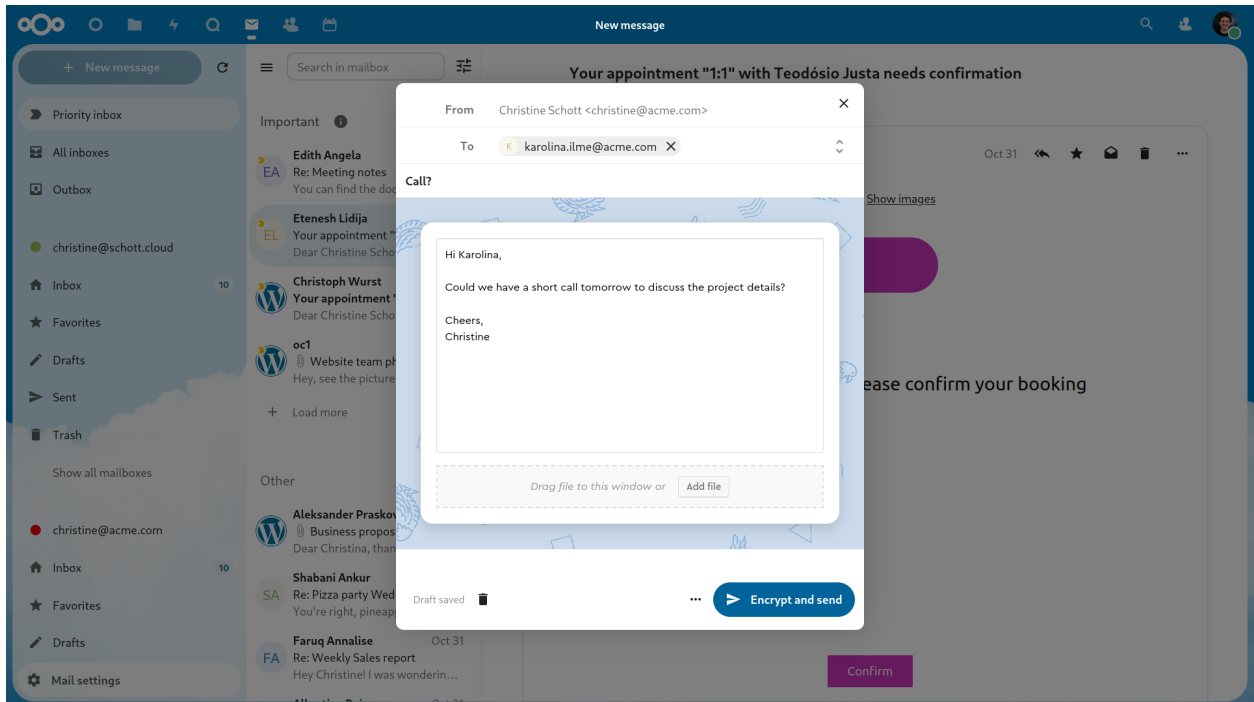 New message
+ New message
Search in mailbox
Your appointment "1:1" with Teodósio Justa needs confirmation
Priority inbox
All inboxes
Outbox
christine@schott.cloud
Inbox 10
Favorites
Drafts
Sent
Trash
Show all mailboxes
christine@acme.com
Inbox 10
Favorites
Drafts
Mail settings
Important
EA
Edith Angela
Re: Meeting notes
You can find the doc
EL
Etenesh Lidija
Your appointment "
Dear Christine Scho
Christoph Wurst
Your appointment "
Dear Christine Scho
oc1
Website team ph
Hey, see the picture
+ Load more
Other
Aleksander Praskov
Business propos
Dear Christina, than
SA
Shabani Ankur
Re: Pizza party Wed
You're right, pineap
FA
Faruq Annalise Oct 31
Re: Weekly Sales report
Hey Christine! I was wonderin...
From Christine Schott <christine@acme.com>
To K karolina.ilme@acme.com
Call?
Hi Karolina,
Could we have a short call tomorrow to discuss the project details?
Cheers,
Christine
Drag file to this window or Add file
Draft saved
Encrypt and send
Oct 31
Show images
ease confirm your booking
Confirm